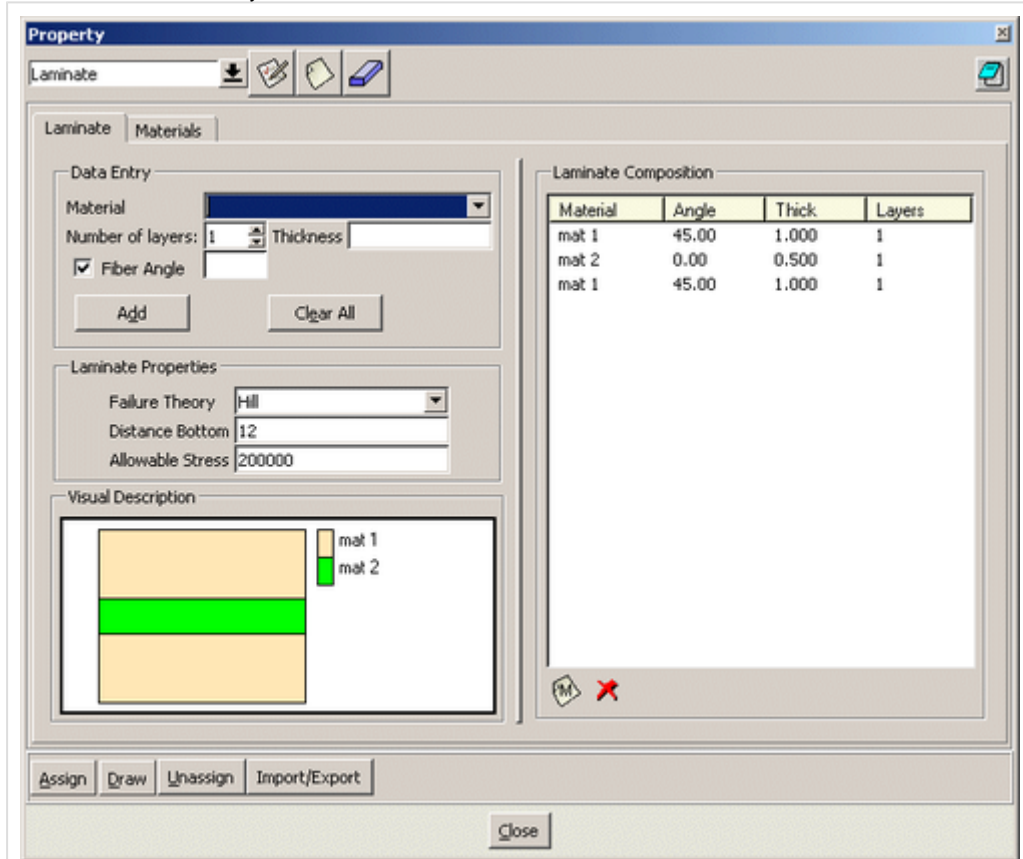 Property
Laminate
Laminate Materials
Data Entry
Material
Number of layers: 1 Thickness
Fiber Angle
Add Clear All
Laminate Properties
Failure Theory Hill
Distance Bottom 12
Allowable Stress 200000
Visual Description
mat 1
mat 2
Laminate Composition
Material Angle Thick Layers
mat 1 45.00 1.000 1
mat 2 0.00 0.500 1
mat 1 45.00 1.000 1
M
Assign Draw Unassign Import/Export
Close